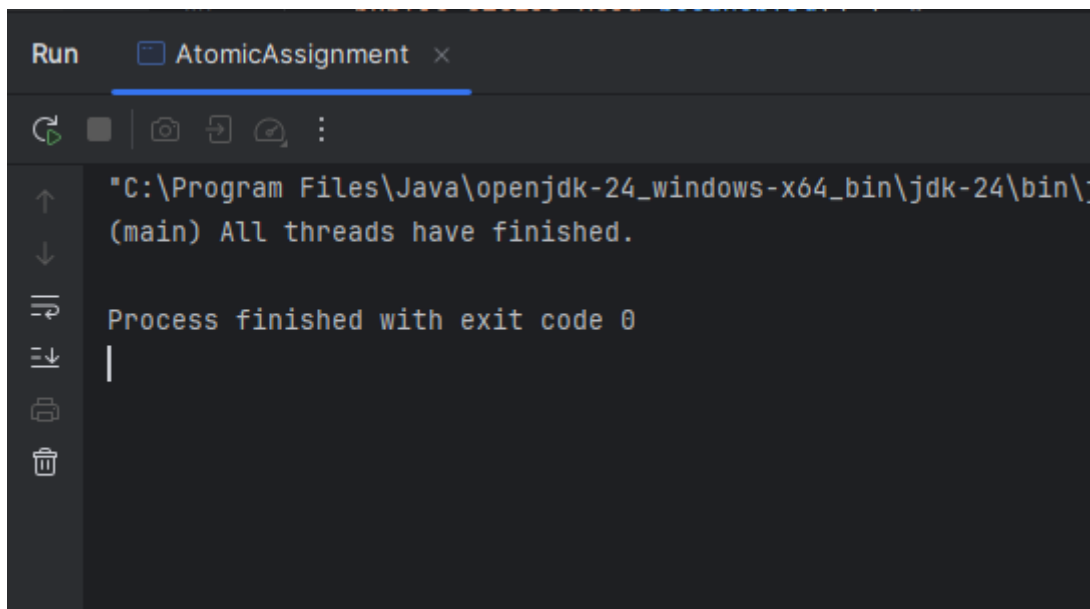 Run AtomicAssignment
"C:\Program Files\Java\openjdk-24_windows-x64_bin\jdk-24\bin\
(main) All threads have finished.
Process finished with exit code 0